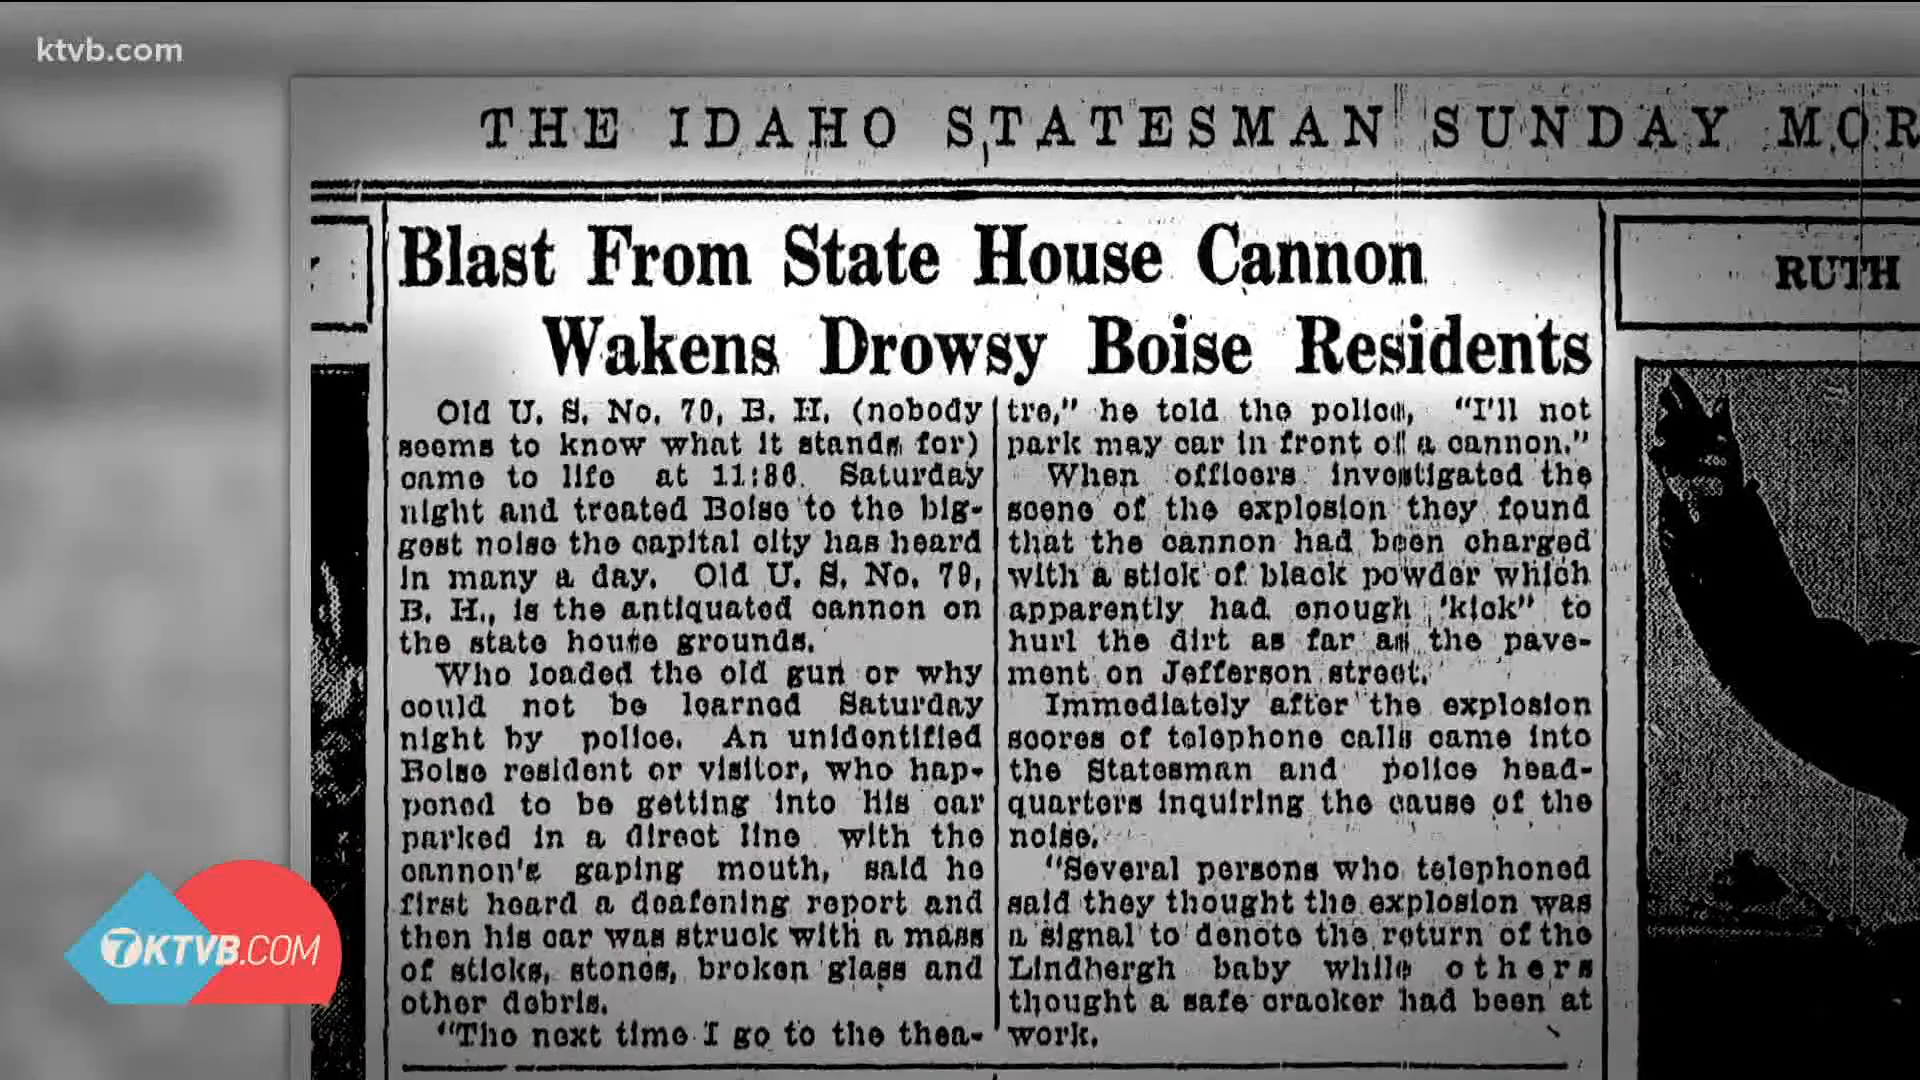 ktvb.com
THE IDAHO STATESMAN SUNDAY MOR
Blast From State House Cannon
Wakens Drowsy Boise Residents
RUTH
Old U. S. No. 70, B. H. (nobody
seems to know what it stands for)
came to life at 11:36 Saturday
night and treated Boise to the big-
gest noise the capital city has heard
in many a day. Old U. S. No. 79,
B. H., is the antiquated cannon on
the state house grounds.
Who loaded the old gun or why
could not be learned Saturday
night by police. An unidentified
Boise resident or visitor, who hap-
pened to be getting into his car
parked in a direct line with the
cannon's gaping mouth, said he
first heard a deafening report and
then his car was struck with a mass
of sticks, stones, broken glass and
other debris.
"The next time I go to the thea-
tre," he told the police, "I'll not
park may car in front of a cannon."
When officers investigated the
scene of the explosion they found
that the cannon had been charged
with a stick of black powder which
apparently had enough 'kick" to
hurl the dirt as far as the pave-
ment on Jefferson street.
Immediately after the explosion
scores of telephone calls came into
the Statesman and police head-
quarters inquiring the cause of the
noise.
"Several persons who telephoned
said they thought the explosion was
a signal to denote the return of the
Lindbergh baby while others
thought a safe cracker had been at
work.
7KTVB.COM